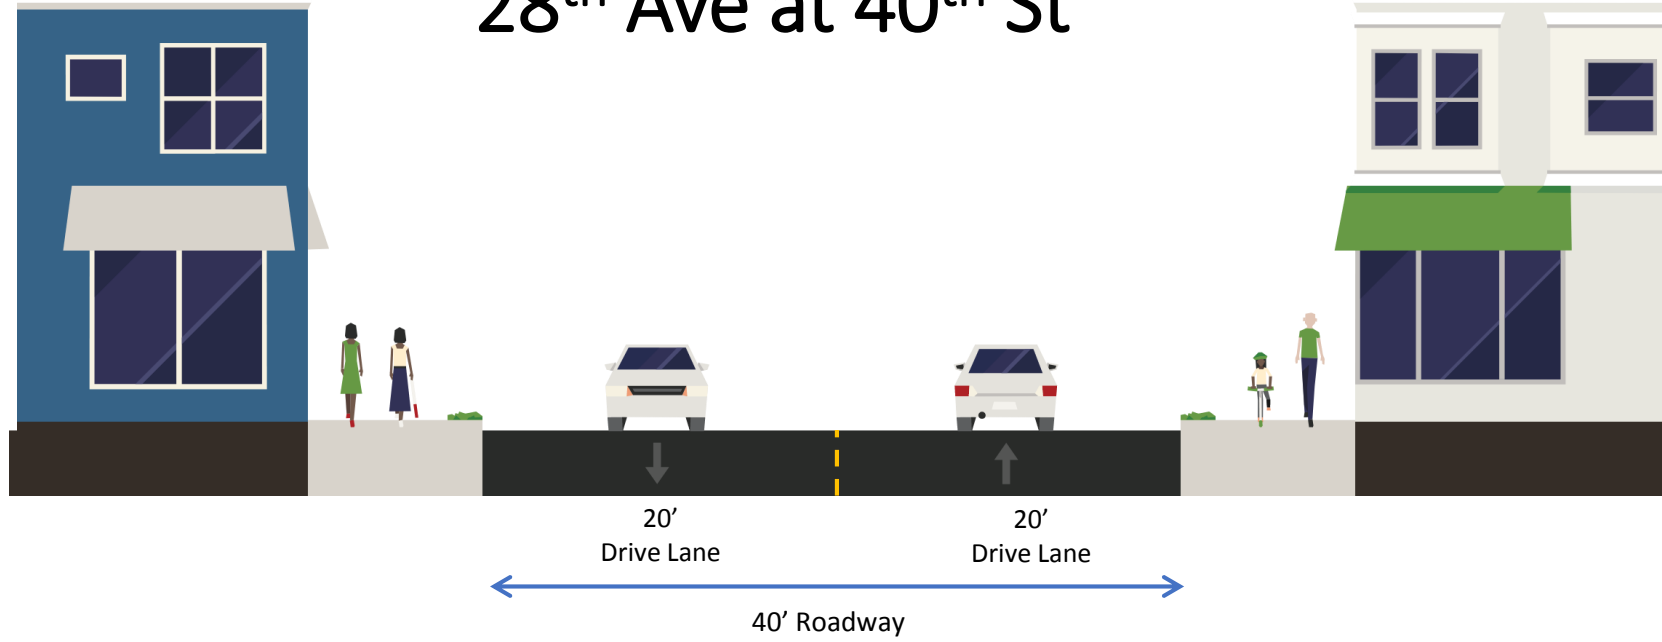 28th Ave at 40th St
20’
Drive Lane
20’
Drive Lane
40’ Roadway